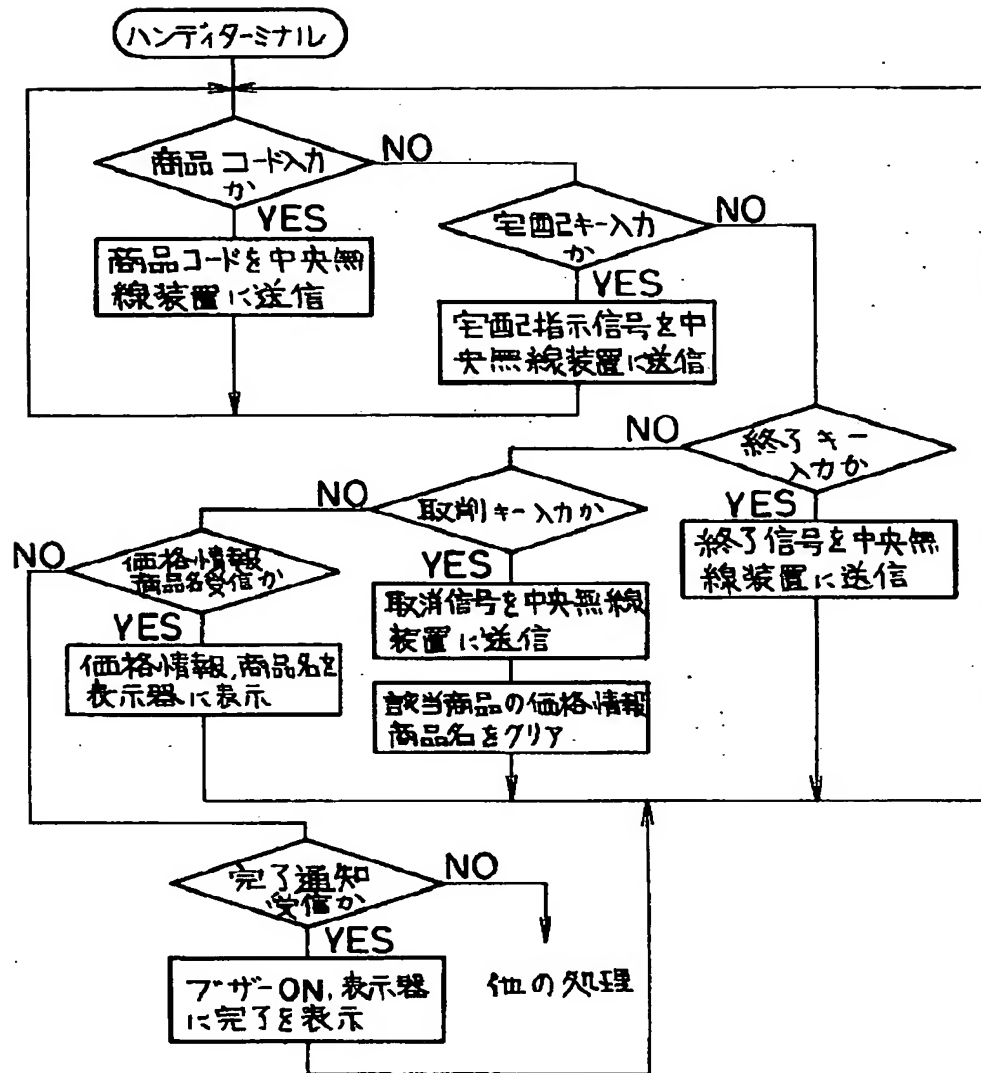 ハンディターミナル
商品コード入力
か
NO
YES
商品コードを中央無
線装置に送信
宅配キー入力
か
NO
YES
宅配指示信号を中
央無線装置に送信
終了キー
入力か
NO
YES
終了信号を中央無
線装置に送信
取削キー入力か
NO
YES
取消信号を中央無線
装置に送信
該当商品の価格情報
商品名をクリア
価格情報
商品名受信か
NO
YES
価格情報,商品名を
表示器に表示
完了通知
受信か
NO
YES
ブザーON,表示器
に完了を表示
他の処理